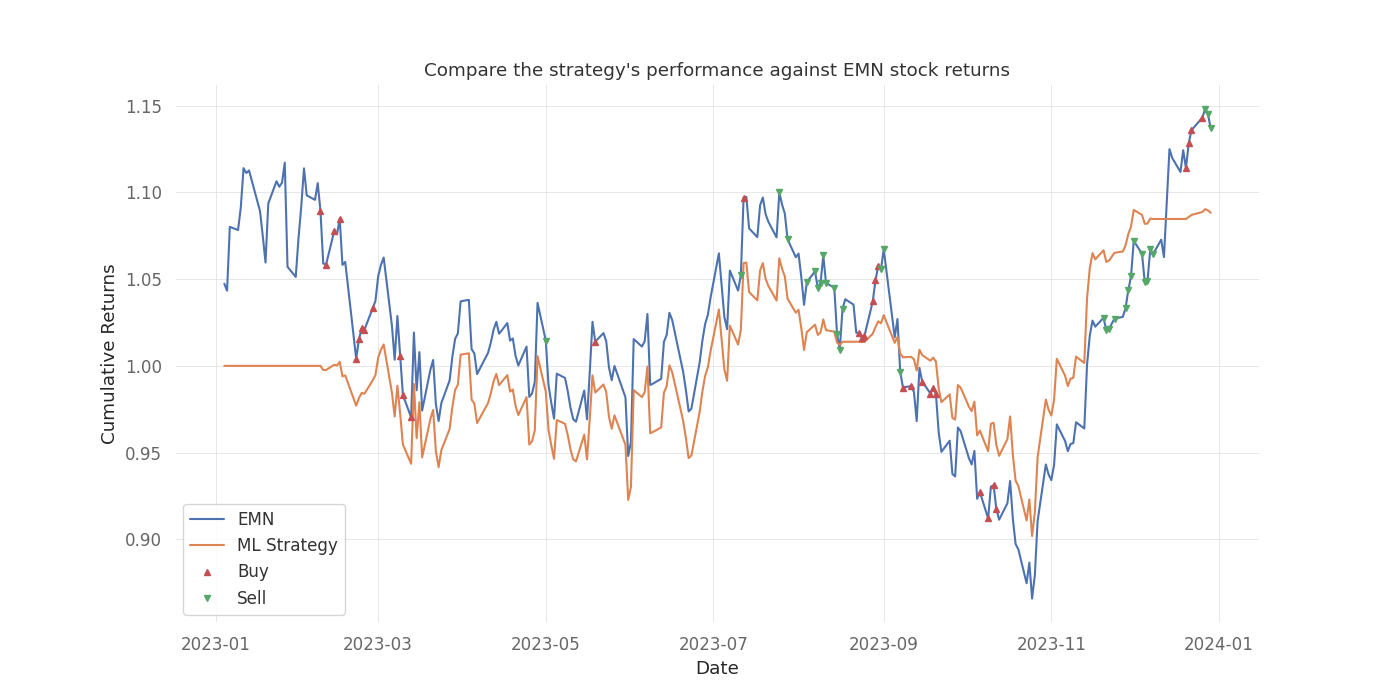 Compare the strategy's performance against EMN stock returns
1.15
1.10
1.05
1.00
0.95
0.90
Cumulative Returns
EMN
ML Strategy
Buy
Sell
2023-01 2023-03 2023-05 2023-07 2023-09 2023-11 2024-01
Date